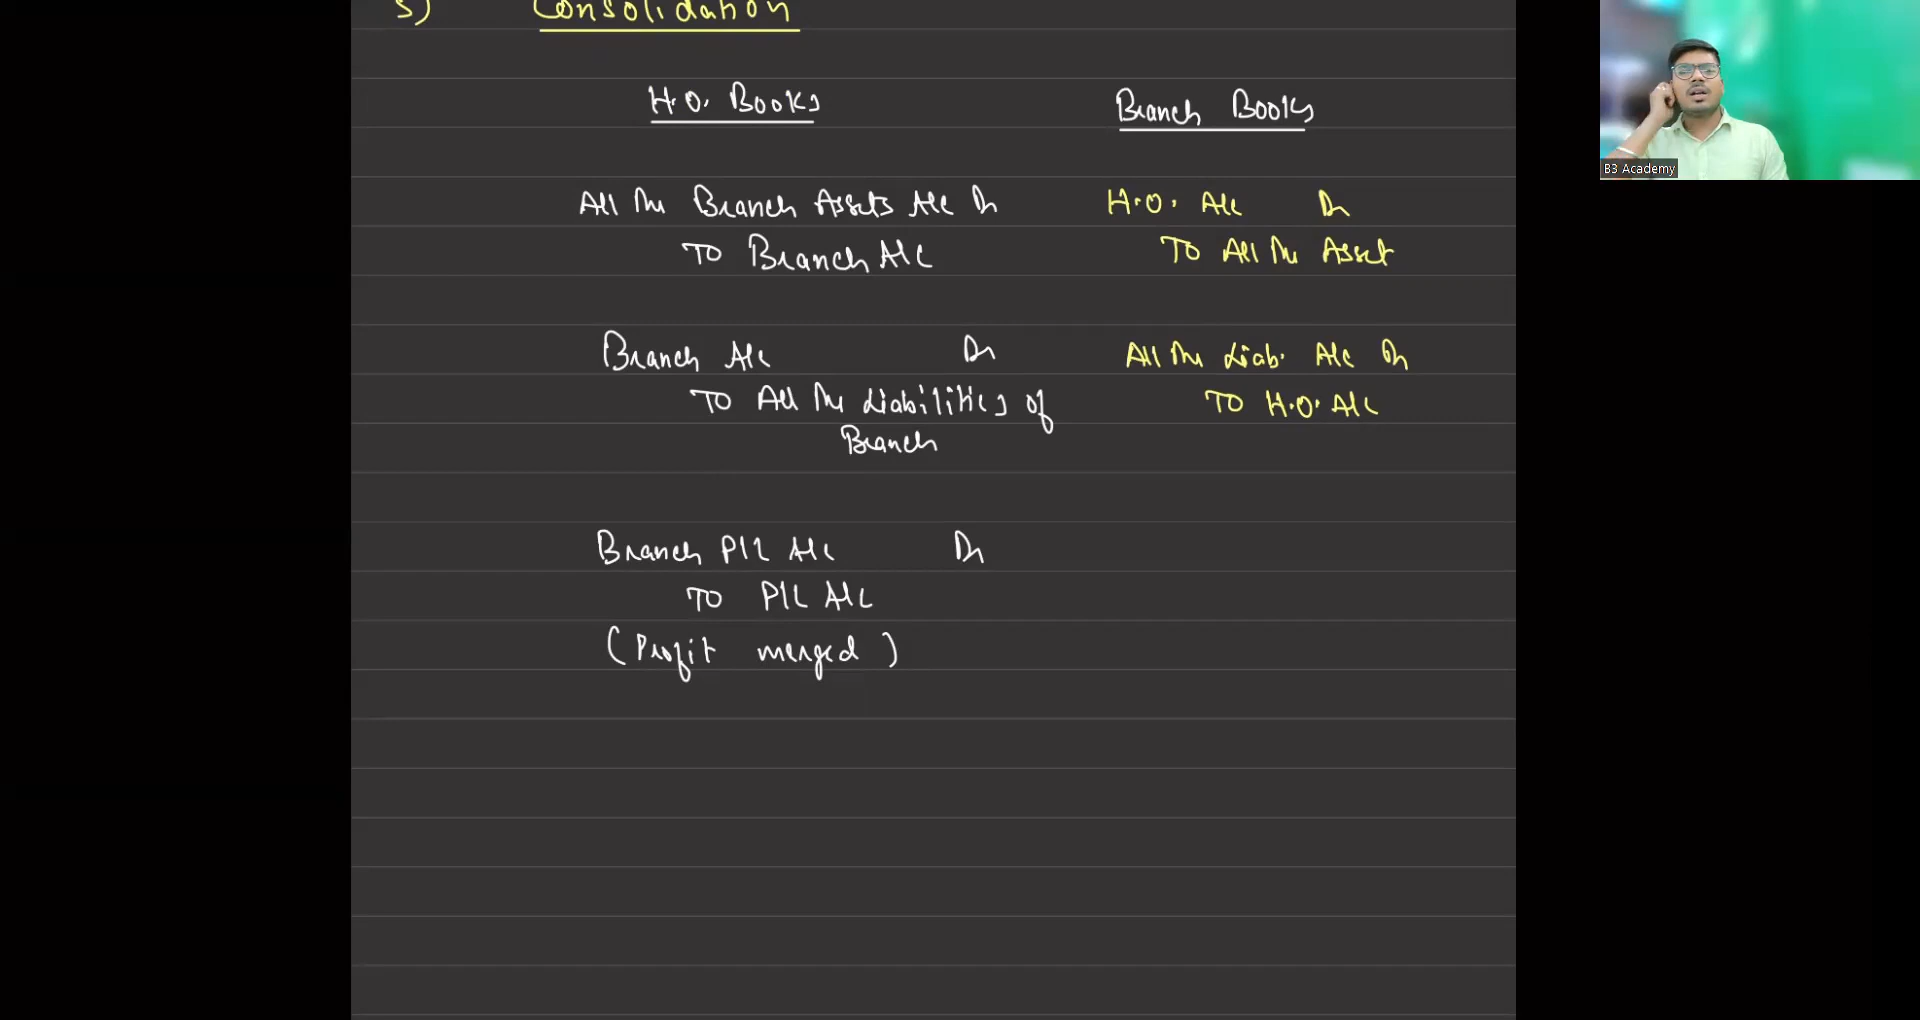 5) Consolidation
H.O. Books
Branch Books
All the Branch Assets A/c Dr
To Branch A/c
H.O. A/c Dr
To All the Asset
Branch A/c Dr
To All the Liabilities of
Branch
All the Liab. A/c Dr
To H.O. A/c
Branch P/L A/c Dr
To P/L A/c
(Profit merged)
B3 Academy